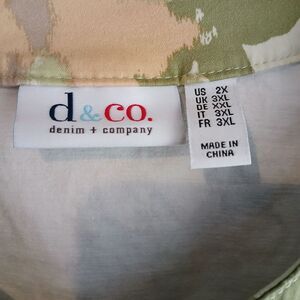 d&co.
denim + company
US 2X
UK 3XL
DE XXL
IT 3XL
FR 3XL
MADE IN
CHINA